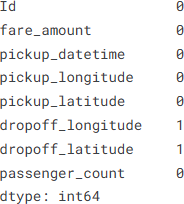 Id 0
fare_amount 0
pickup_datetime 0
pickup_longitude 0
pickup_latitude 0
dropoff_longitude 1
dropoff_latitude 1
passenger_count 0
dtype: int64